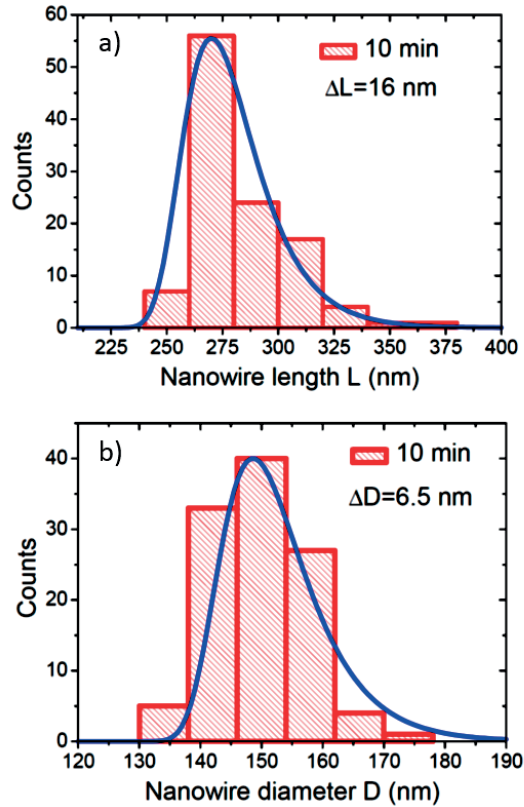 a)
10 min
ΔL=16 nm
Counts
60
50
40
30
20
10
0
225 250 275 300 325 350 375 400
Nanowire length L (nm)
b)
10 min
ΔD=6.5 nm
Counts
40
30
20
10
0
120 130 140 150 160 170 180 190
Nanowire diameter D (nm)